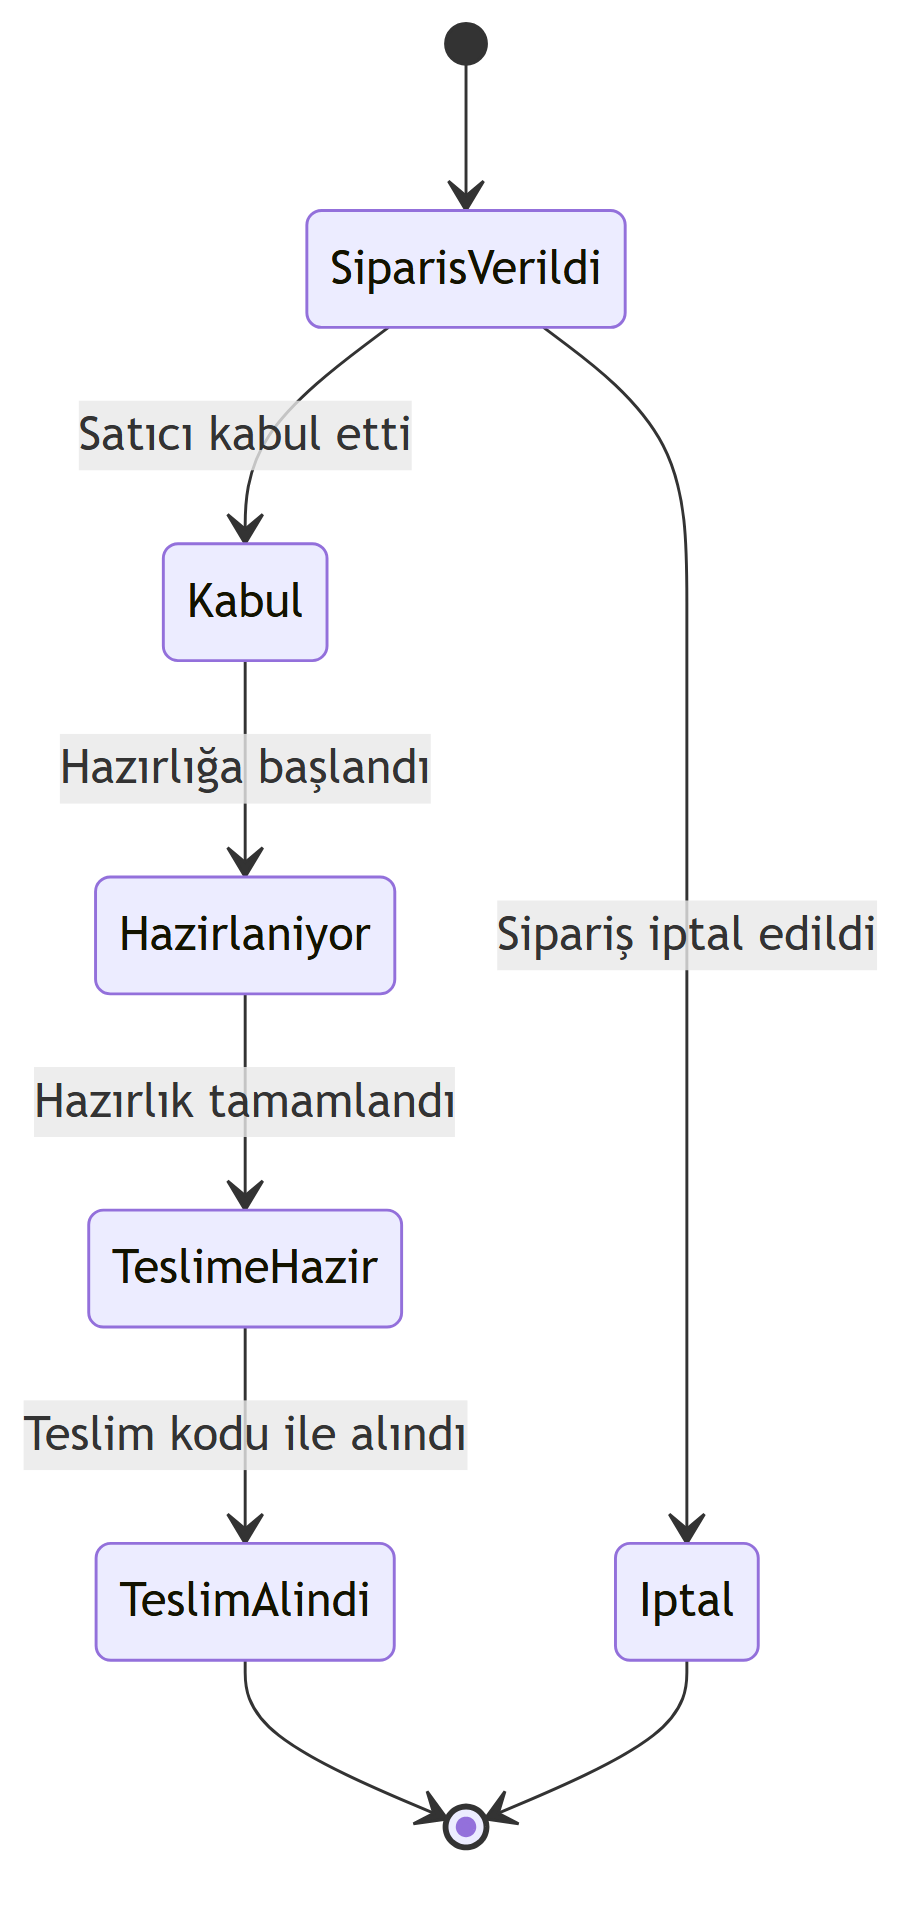 SiparisVerildi
Satıcı kabul etti
Kabul
Hazırlığa başlandı
Hazirlaniyor
Sipariş iptal edildi
Hazırlık tamamlandı
TeslimeHazir
Teslim kodu ile alındı
TeslimAlindi
Iptal